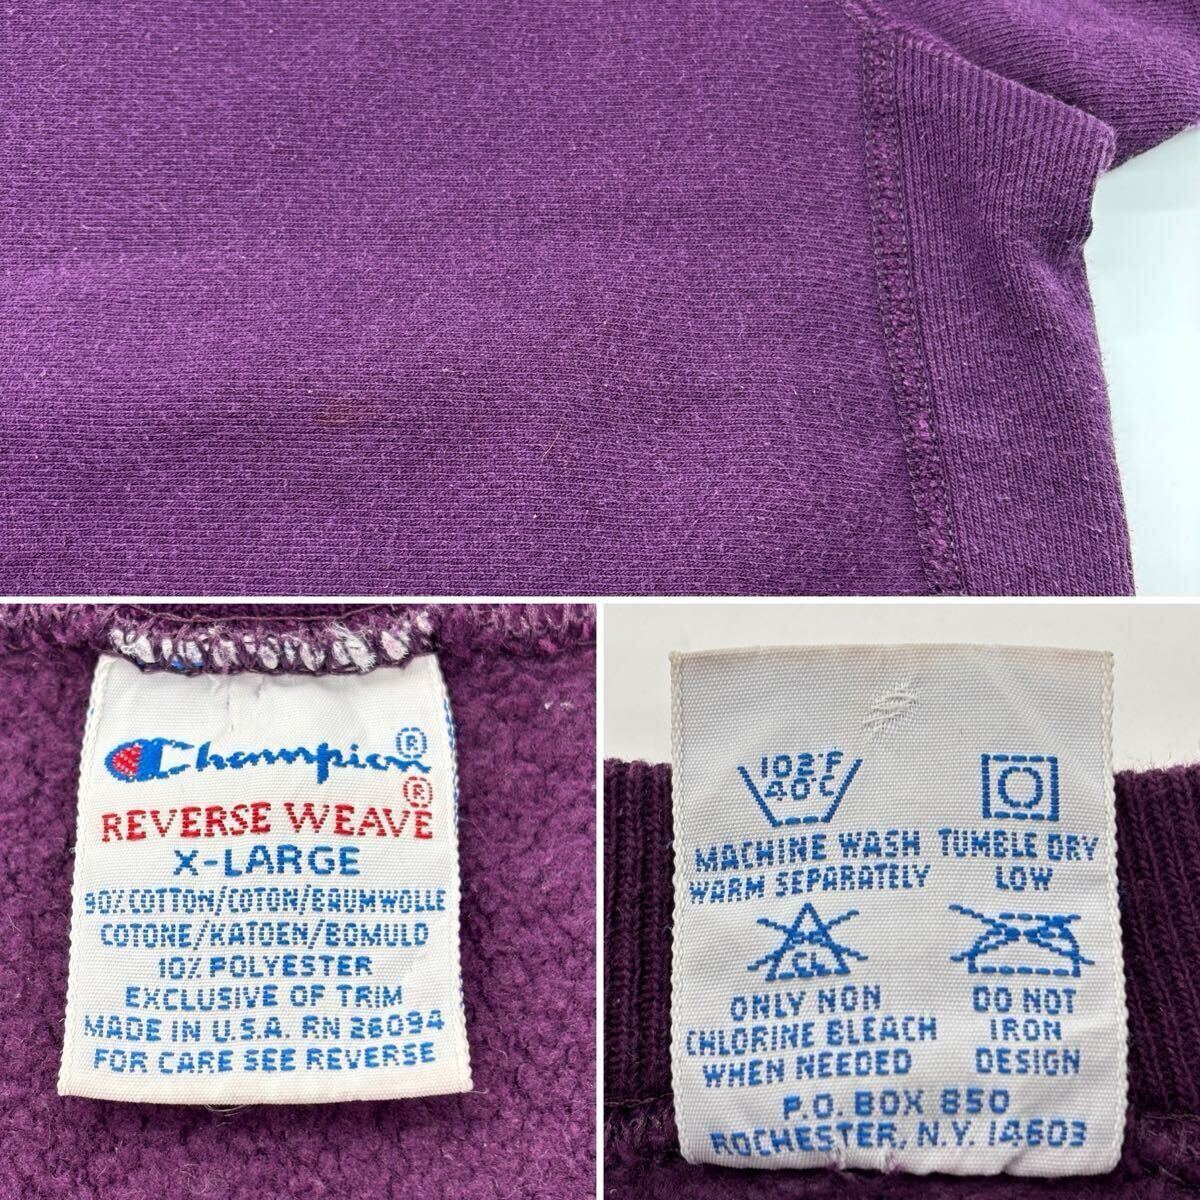 Champion®
REVERSE WEAVE®
X-LARGE
90% COTTON/COTON/BAUMWOLLE
COTONE/KATOEN/BOMULD
10% POLYESTER
EXCLUSIVE OF TRIM
MADE IN U.S.A. RN 26094
FOR CARE SEE REVERSE
102°F
40°C
MACHINE WASH
WARM SEPARATELY
TUMBLE DRY
LOW
CL
ONLY NON
CHLORINE BLEACH
WHEN NEEDED
DO NOT
IRON
DESIGN
P.O. BOX 850
ROCHESTER, N.Y. 14603